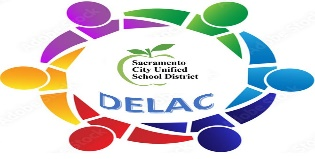 Sacramento
City Unified
School District
DELAC